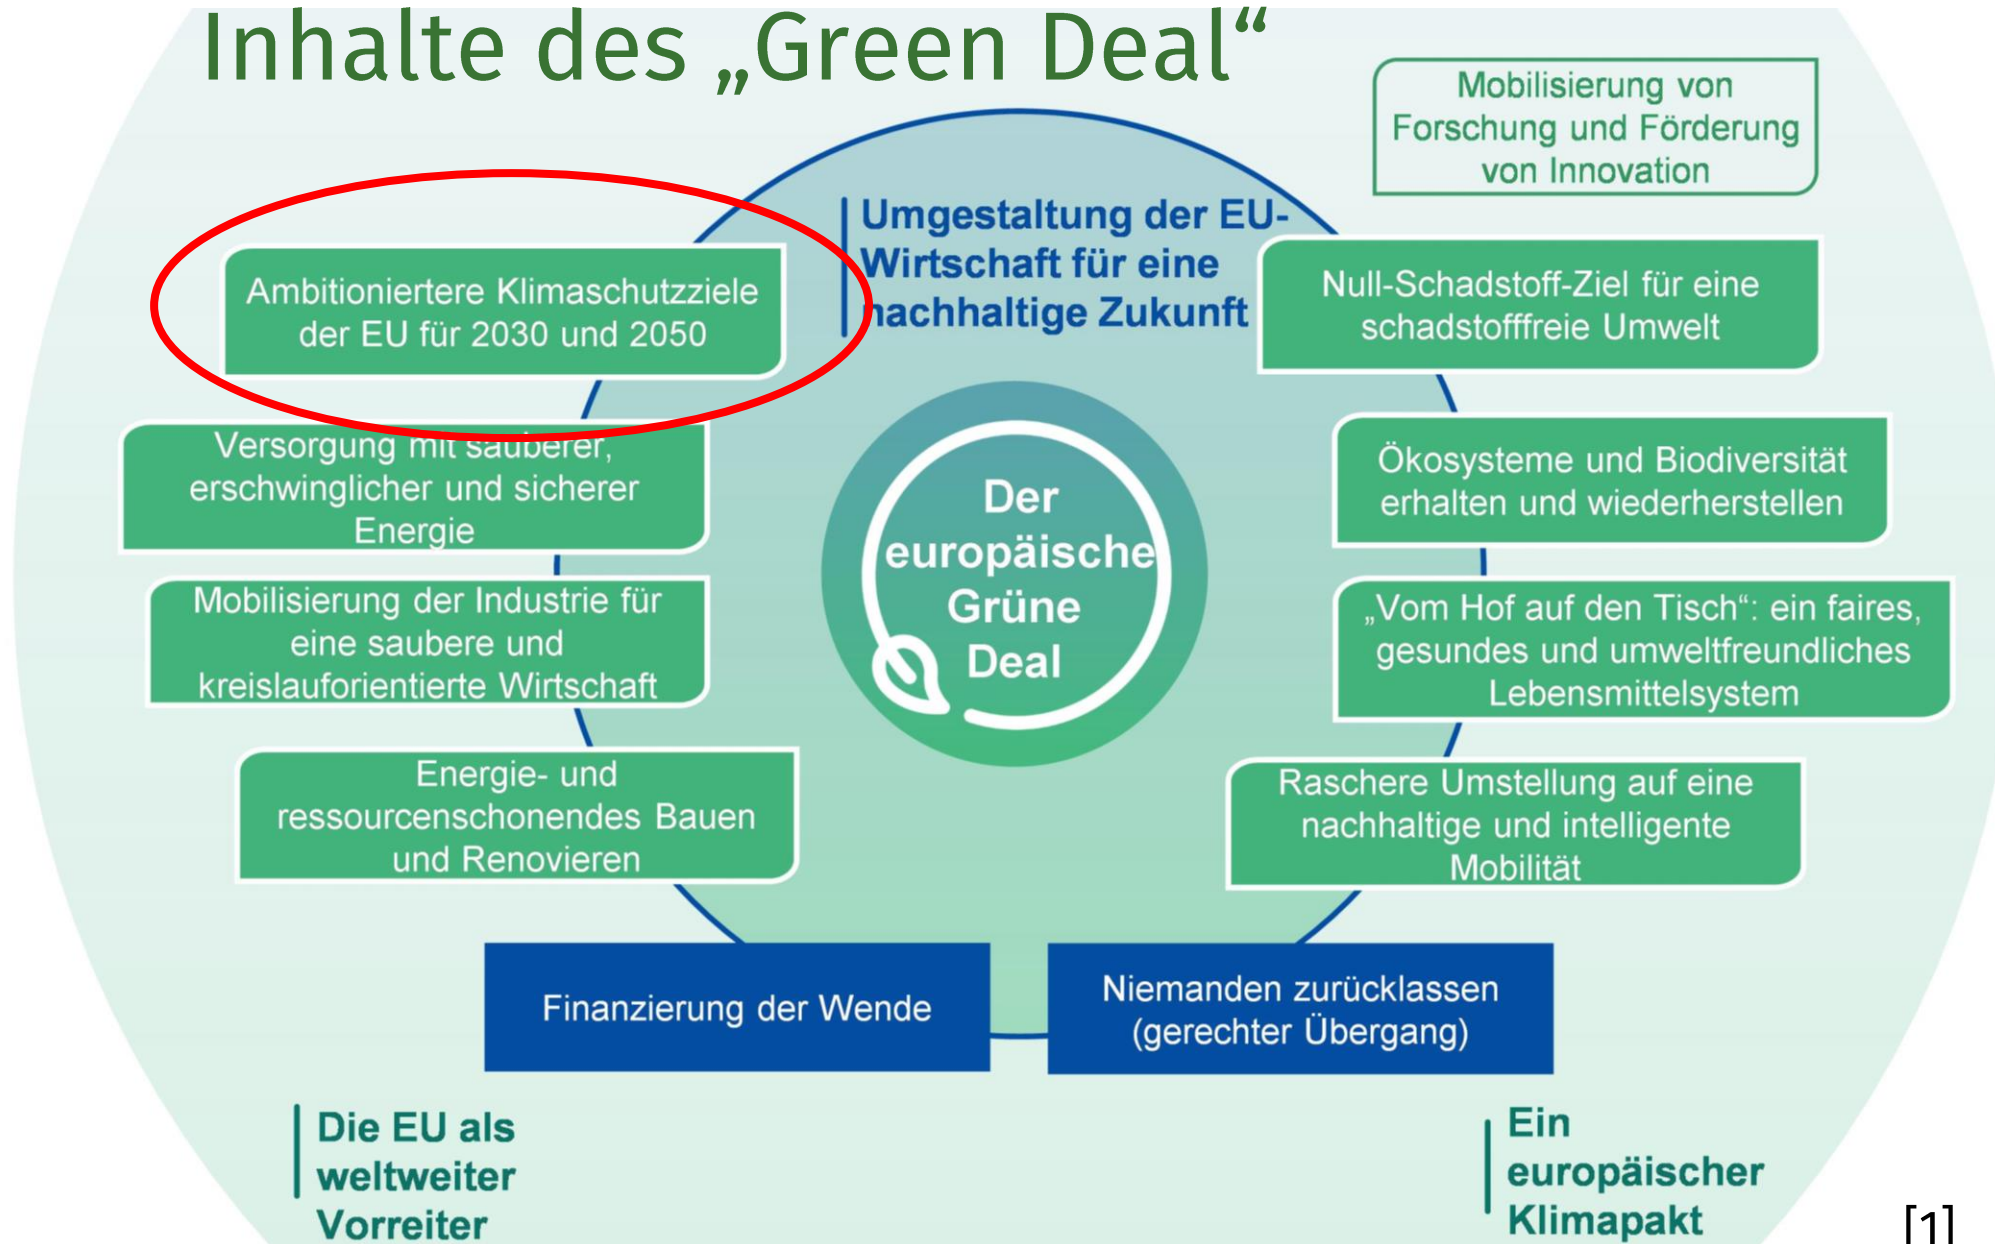 Inhalte des „Green Deal“
Mobilisierung von
Forschung und Förderung
von Innovation
Umgestaltung der EU-
Wirtschaft für eine
nachhaltige Zukunft
Ambitioniertere Klimaschutzziele
der EU für 2030 und 2050
Versorgung mit sauberer,
erschwinglicher und sicherer
Energie
Mobilisierung der Industrie für
eine saubere und
kreislauforientierte Wirtschaft
Energie- und
ressourcenschonendes Bauen
und Renovieren
Der
europäische
Grüne
Deal
Null-Schadstoff-Ziel für eine
schadstofffreie Umwelt
Ökosysteme und Biodiversität
erhalten und wiederherstellen
„Vom Hof auf den Tisch“: ein faires,
gesundes und umweltfreundliches
Lebensmittelsystem
Raschere Umstellung auf eine
nachhaltige und intelligente
Mobilität
Finanzierung der Wende
Niemanden zurücklassen
(gerechter Übergang)
Die EU als
weltweiter
Vorreiter
Ein
europäischer
Klimapakt
[1]